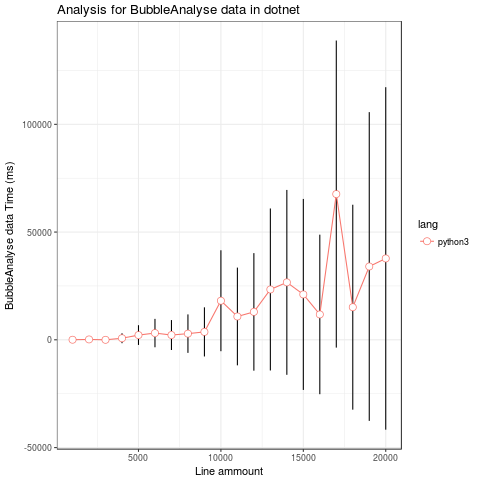 Analysis for BubbleAnalyse data in dotnet
BubbleAnalyse data Time (ms)
100000
50000
0
-50000
5000 10000 15000 20000
Line ammount
lang
python3